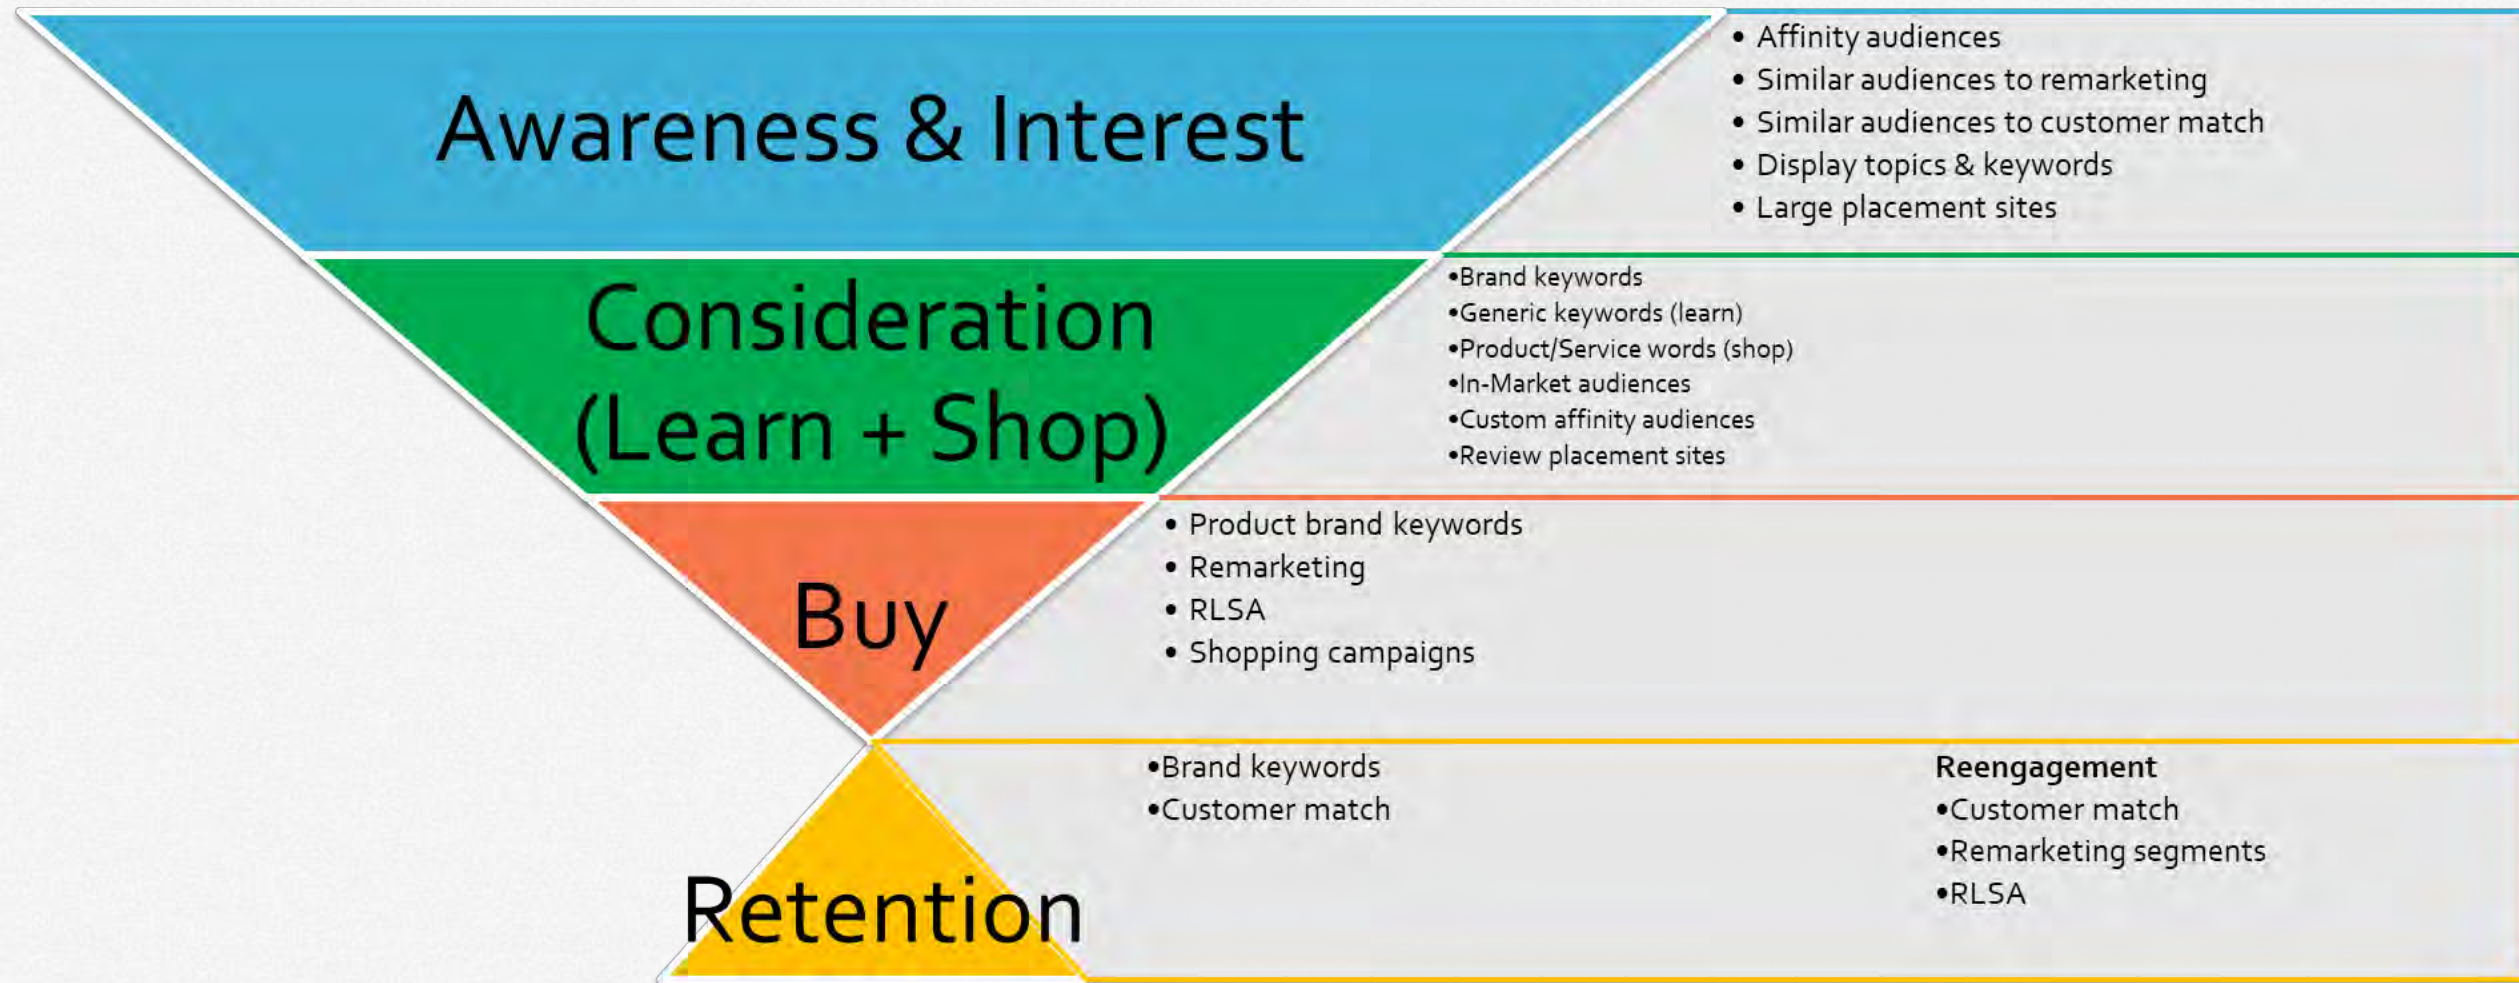 Awareness & Interest
• Affinity audiences
• Similar audiences to remarketing
• Similar audiences to customer match
• Display topics & keywords
• Large placement sites
Consideration
(Learn + Shop)
•Brand keywords
•Generic keywords (learn)
•Product/Service words (shop)
•In-Market audiences
•Custom affinity audiences
•Review placement sites
Buy
• Product brand keywords
• Remarketing
• RLSA
• Shopping campaigns
Retention
•Brand keywords
•Customer match
Reengagement
•Customer match
•Remarketing segments
•RLSA